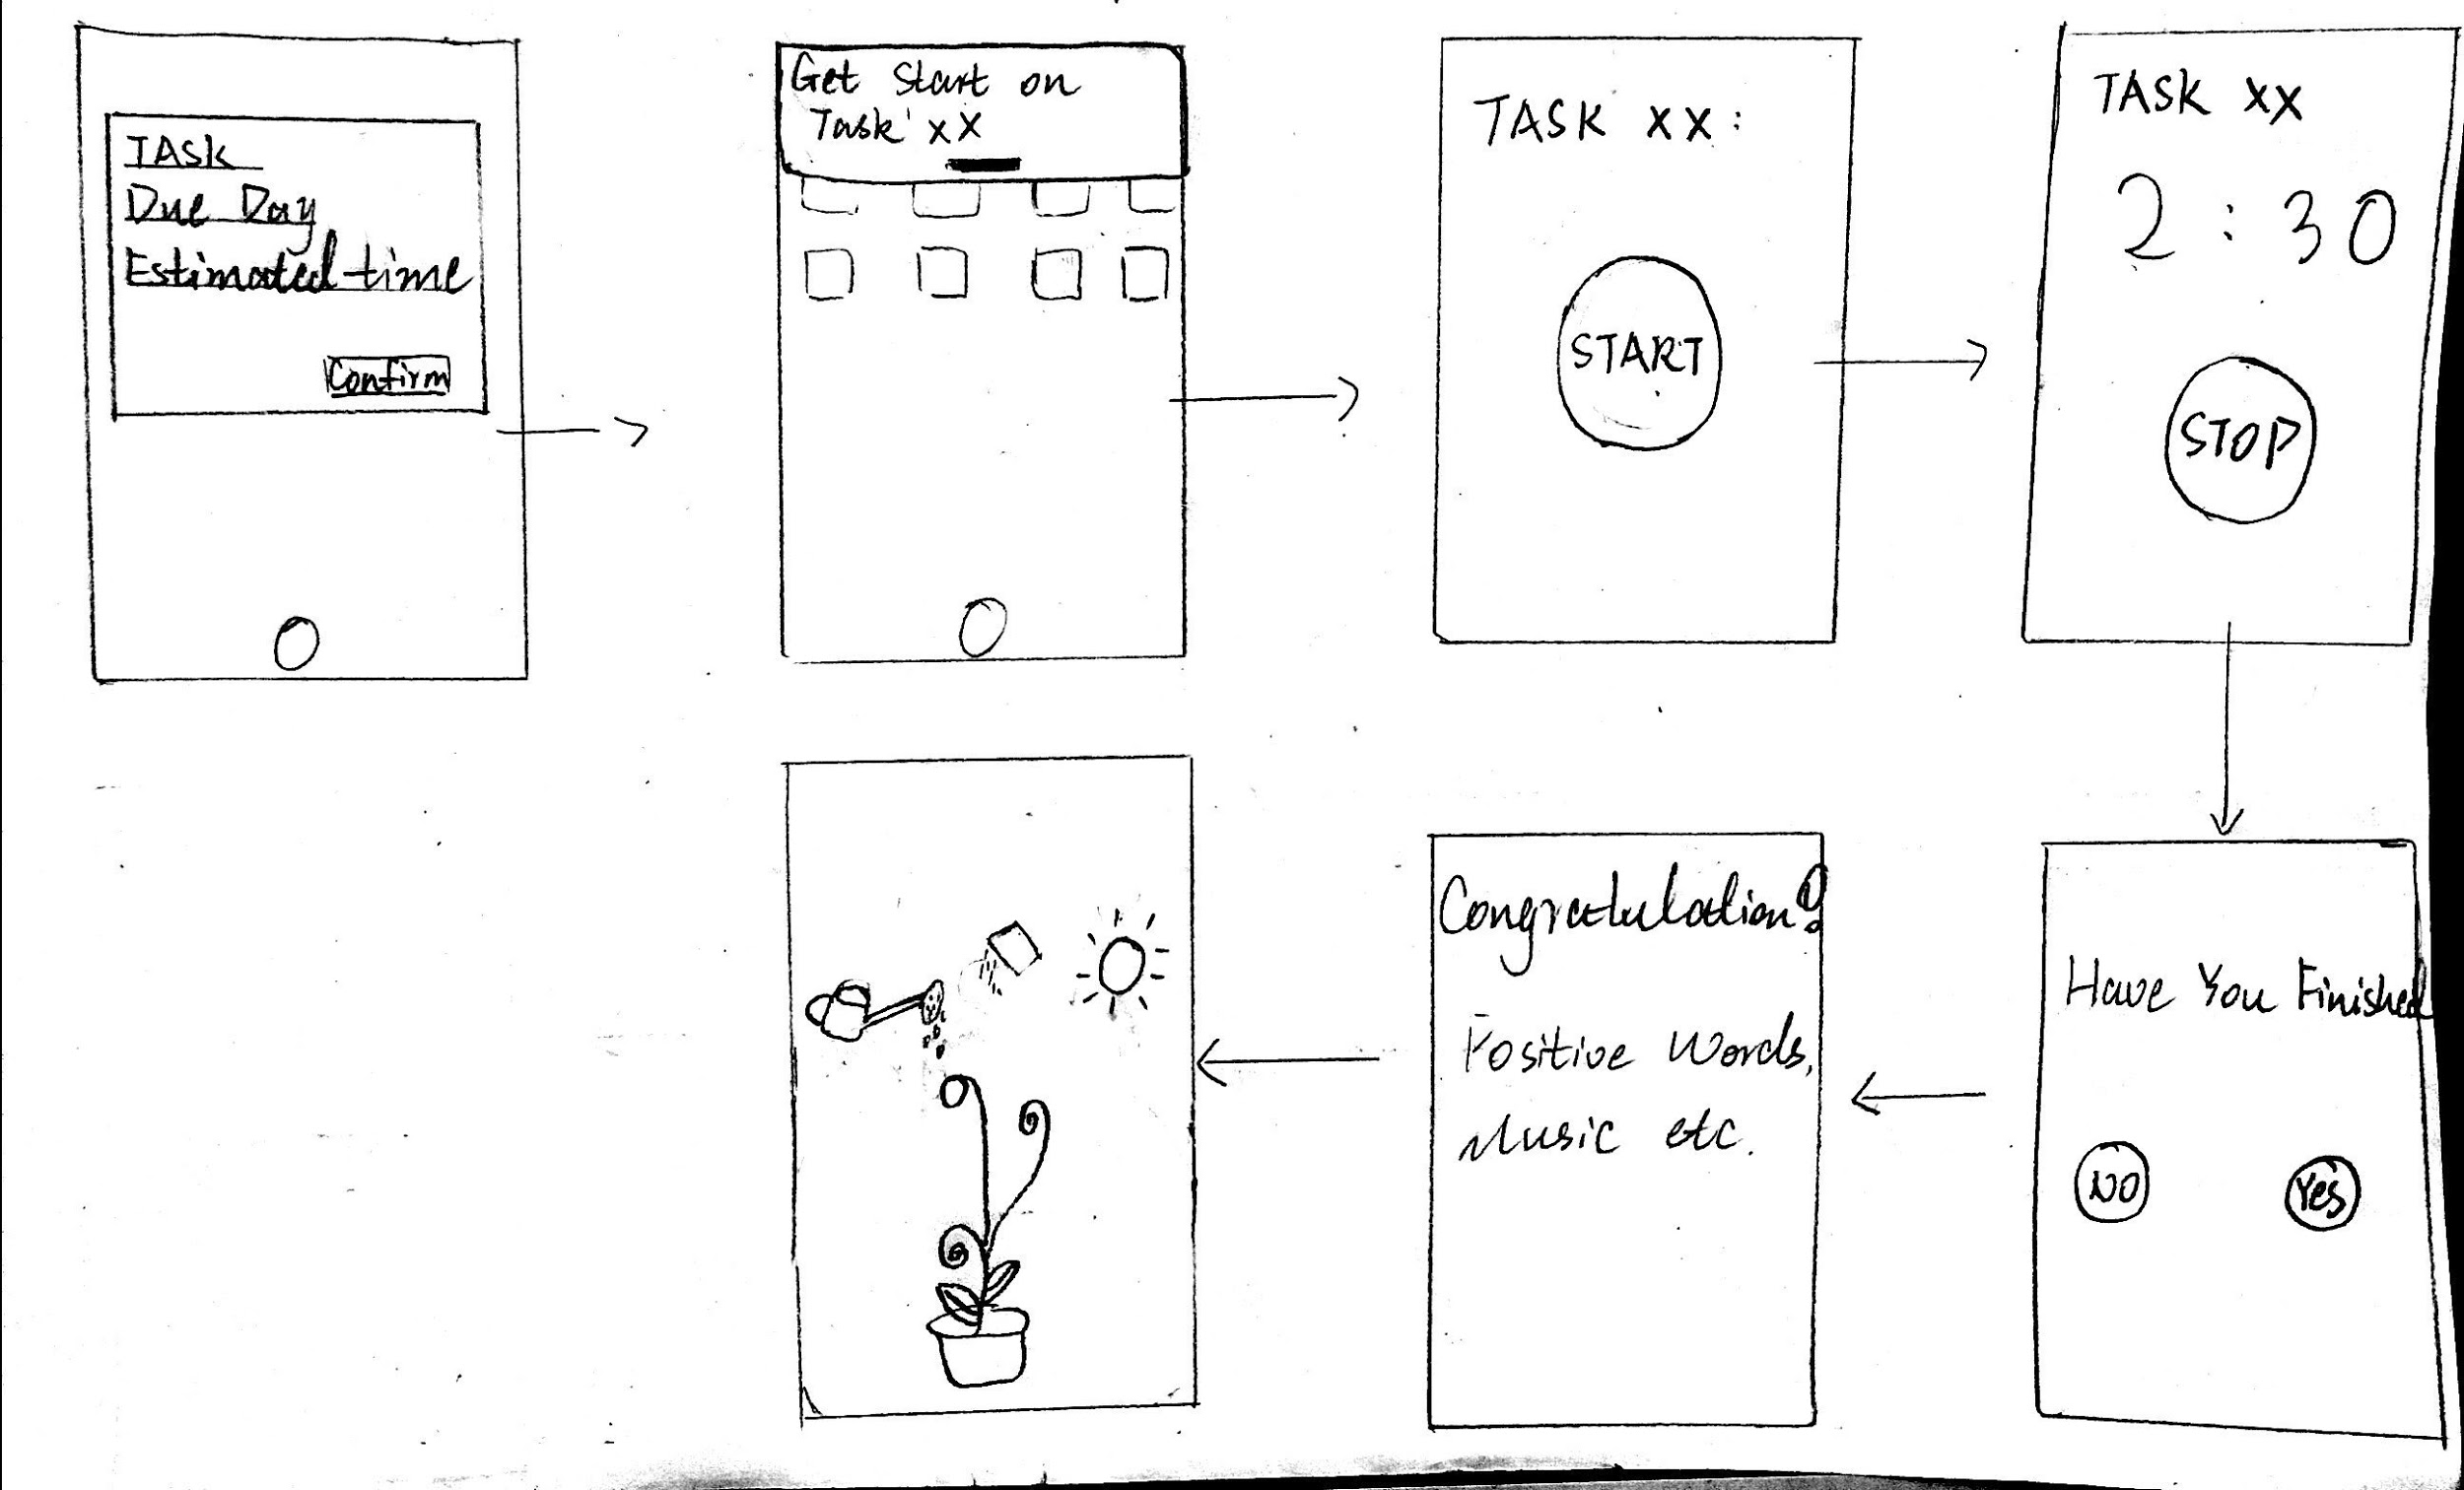 TASK
Due Day
Estimated time
Confirm
Get Start on
Task xx
TASK xx:
START
TASK xx
2:30
STOP
Have You Finished
NO
Yes
Congratulation!
Positive Words,
Music etc.